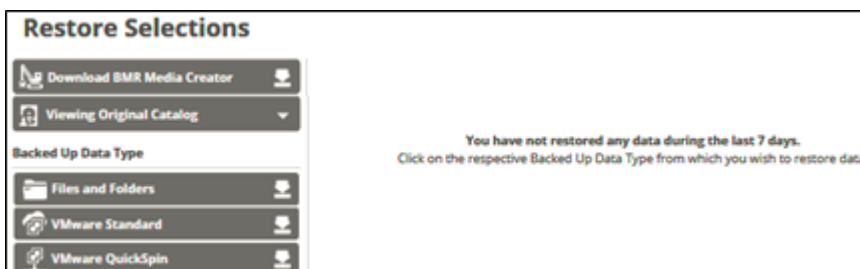 Restore Selections
Download BMR Media Creator
Viewing Original Catalog
Backed Up Data Type
Files and Folders
VMware Standard
VMware QuickSpin
You have not restored any data during the last 7 days.
Click on the respective Backed Up Data Type from which you wish to restore data